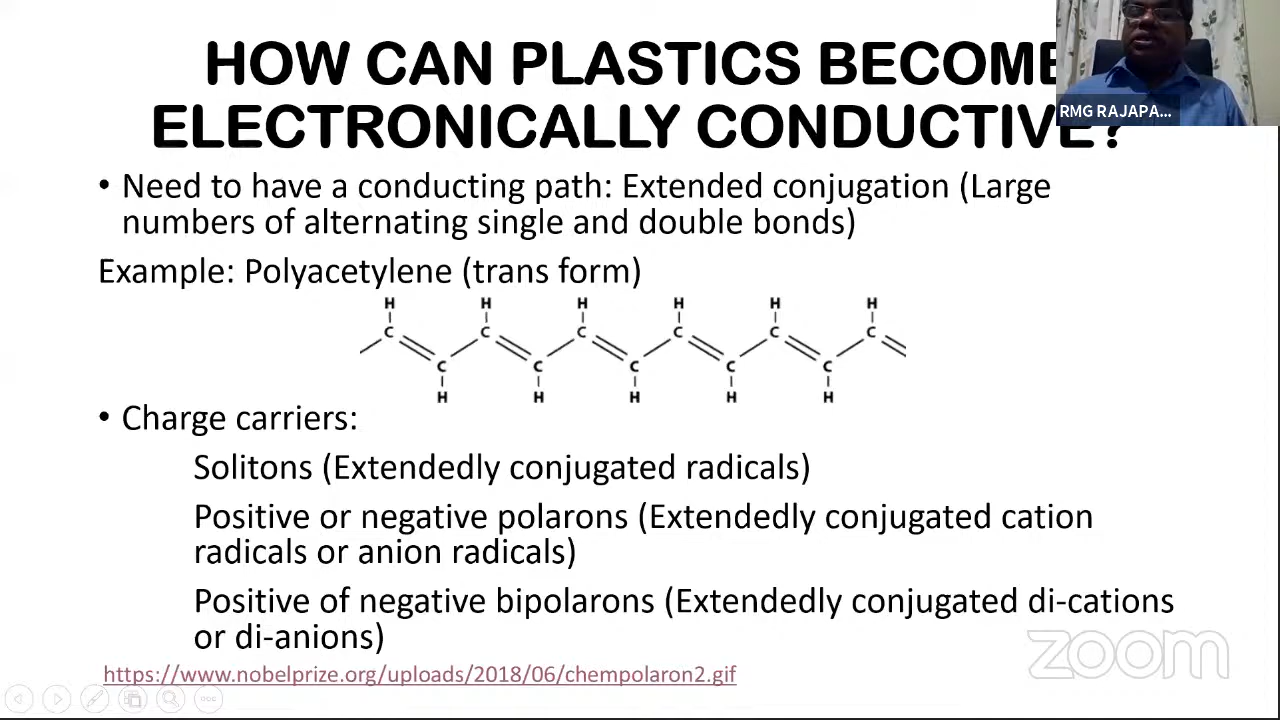 HOW CAN PLASTICS BECOME
ELECTRONICALLY CONDUCTIVE?
RMG RAJAPA...
• Need to have a conducting path: Extended conjugation (Large
numbers of alternating single and double bonds)
Example: Polyacetylene (trans form)
H H H H H H
C C C C C C
C C C C C
H H H H H
• Charge carriers:
Solitons (Extendedly conjugated radicals)
Positive or negative polarons (Extendedly conjugated cation
radicals or anion radicals)
Positive of negative bipolarons (Extendedly conjugated di-cations
or di-anions)
zoom
https://www.nobelprize.org/uploads/2018/06/chempolaron2.gif